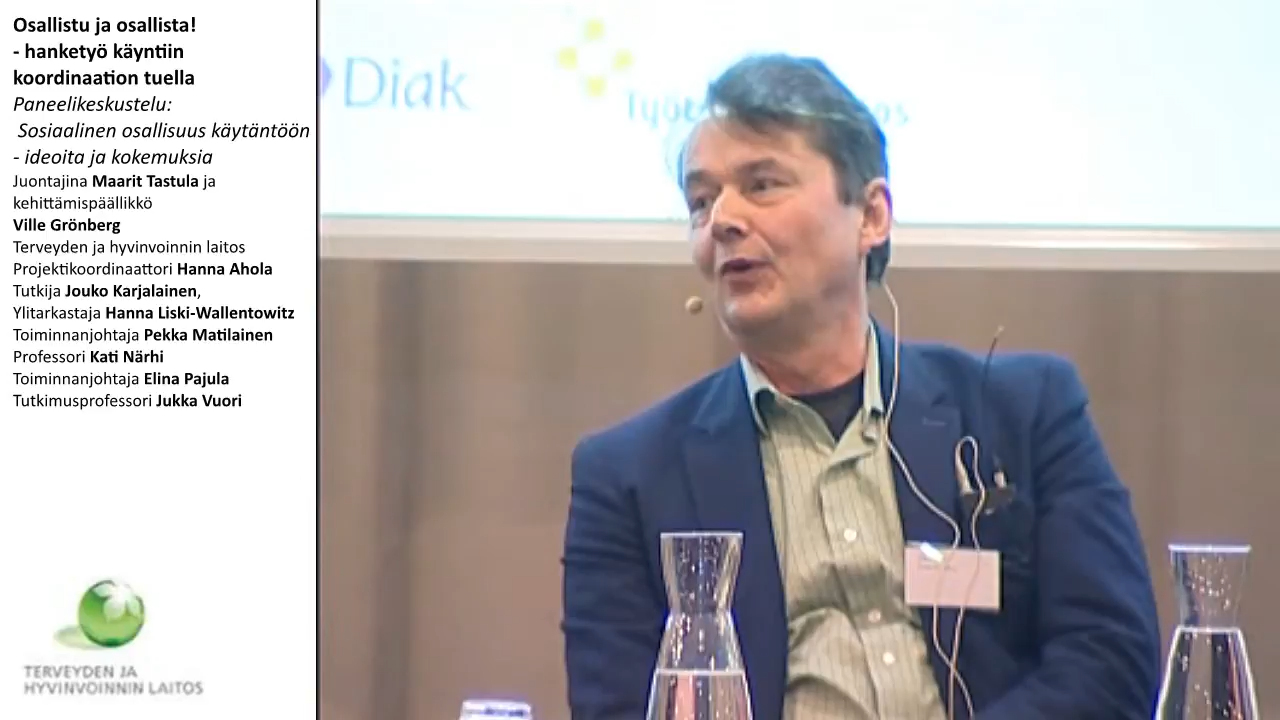 Osallistu ja osallista!
- hanketyö käyntiin
koordinaation tuella
Paneelikeskustelu:
Sosiaalinen osallisuus käytäntöön
- ideoita ja kokemuksia
Juontajina Maarit Tastula ja
kehittämispäällikkö
Ville Grönberg
Terveyden ja hyvinvoinnin laitos
Projektikoordinaattori Hanna Ahola
Tutkija Jouko Karjalainen,
Ylitarkastaja Hanna Liski-Wallentowitz
Toiminnanjohtaja Pekka Matilainen
Professori Kati Närhi
Toiminnanjohtaja Elina Pajula
Tutkimusprofessori Jukka Vuori
TERVEYDEN JA
HYVINVOINNIN LAITOS
Diak